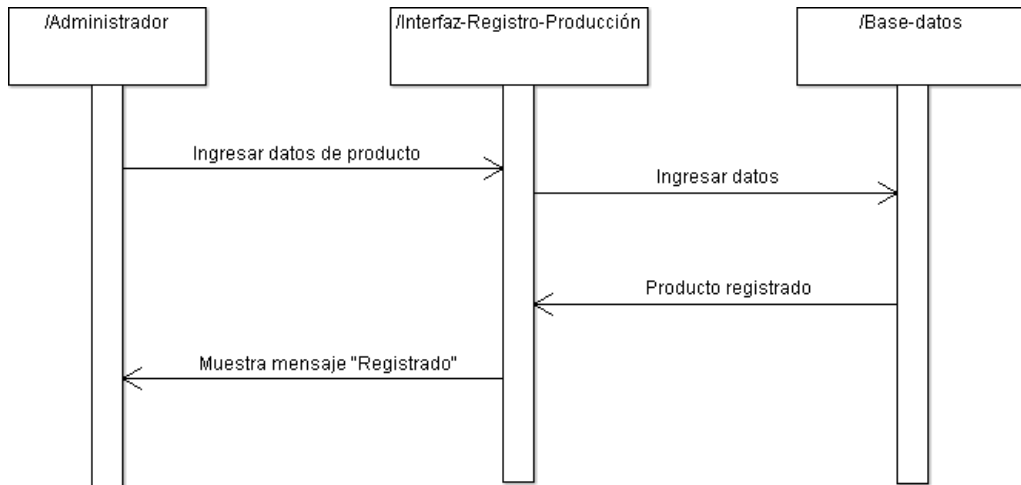 /Administrador
/Interfaz-Registro-Producción
/Base-datos
Ingresar datos de producto
Ingresar datos
Producto registrado
Muestra mensaje "Registrado"